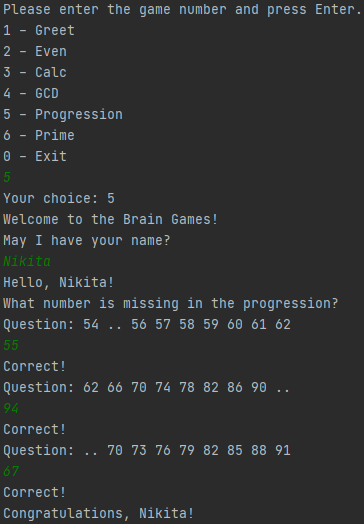 Please enter the game number and press Enter.
1 - Greet
2 - Even
3 - Calc
4 - GCD
5 - Progression
6 - Prime
0 - Exit
5
Your choice: 5
Welcome to the Brain Games!
May I have your name?
Nikita
Hello, Nikita!
What number is missing in the progression?
Question: 54 .. 56 57 58 59 60 61 62
55
Correct!
Question: 62 66 70 74 78 82 86 90 ..
94
Correct!
Question: .. 70 73 76 79 82 85 88 91
67
Correct!
Congratulations, Nikita!